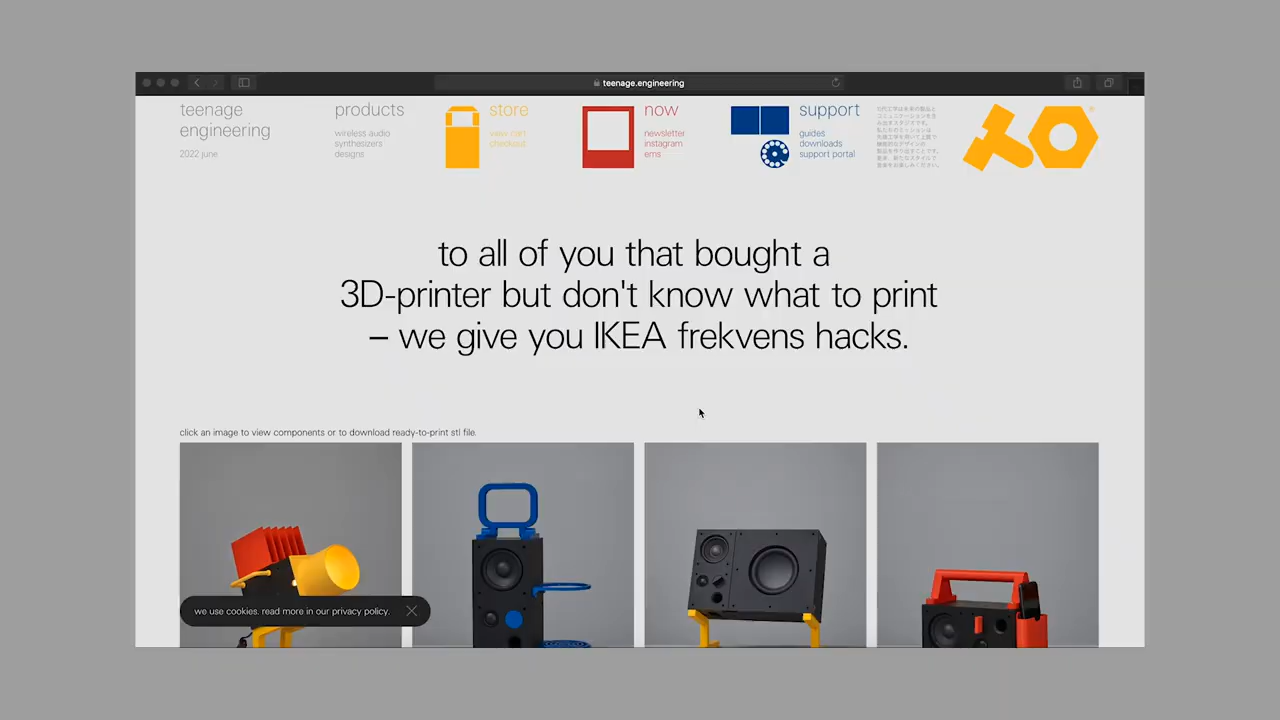 teenage.engineering
teenage
engineering
2022 june.
products
wireless audio
synthesizers
designs
store
view cart
checkout
now
newsletter
instagram
ems
support
guides
downloads
support portal
to all of you that bought a
3D-printer but don't know what to print
– we give you IKEA frekvens hacks.
click an image to view components or to download ready-to-print stl file.
we use cookies. read more in our privacy policy.